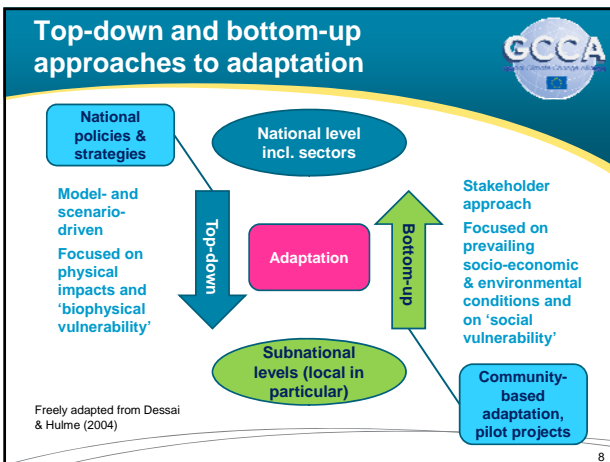 Top-down and bottom-up
approaches to adaptation
GCCA
National
policies &
strategies
National level
incl. sectors
Model- and
scenario-
driven
Focused on
physical
impacts and
‘biophysical
vulnerability’
Top-down
Adaptation
Bottom-up
Stakeholder
approach
Focused on
prevailing
socio-economic
& environmental
conditions and
on ‘social
vulnerability’
Subnational
levels (local in
particular)
Community-
based
adaptation,
pilot projects
Freely adapted from Dessai
& Hulme (2004)
8